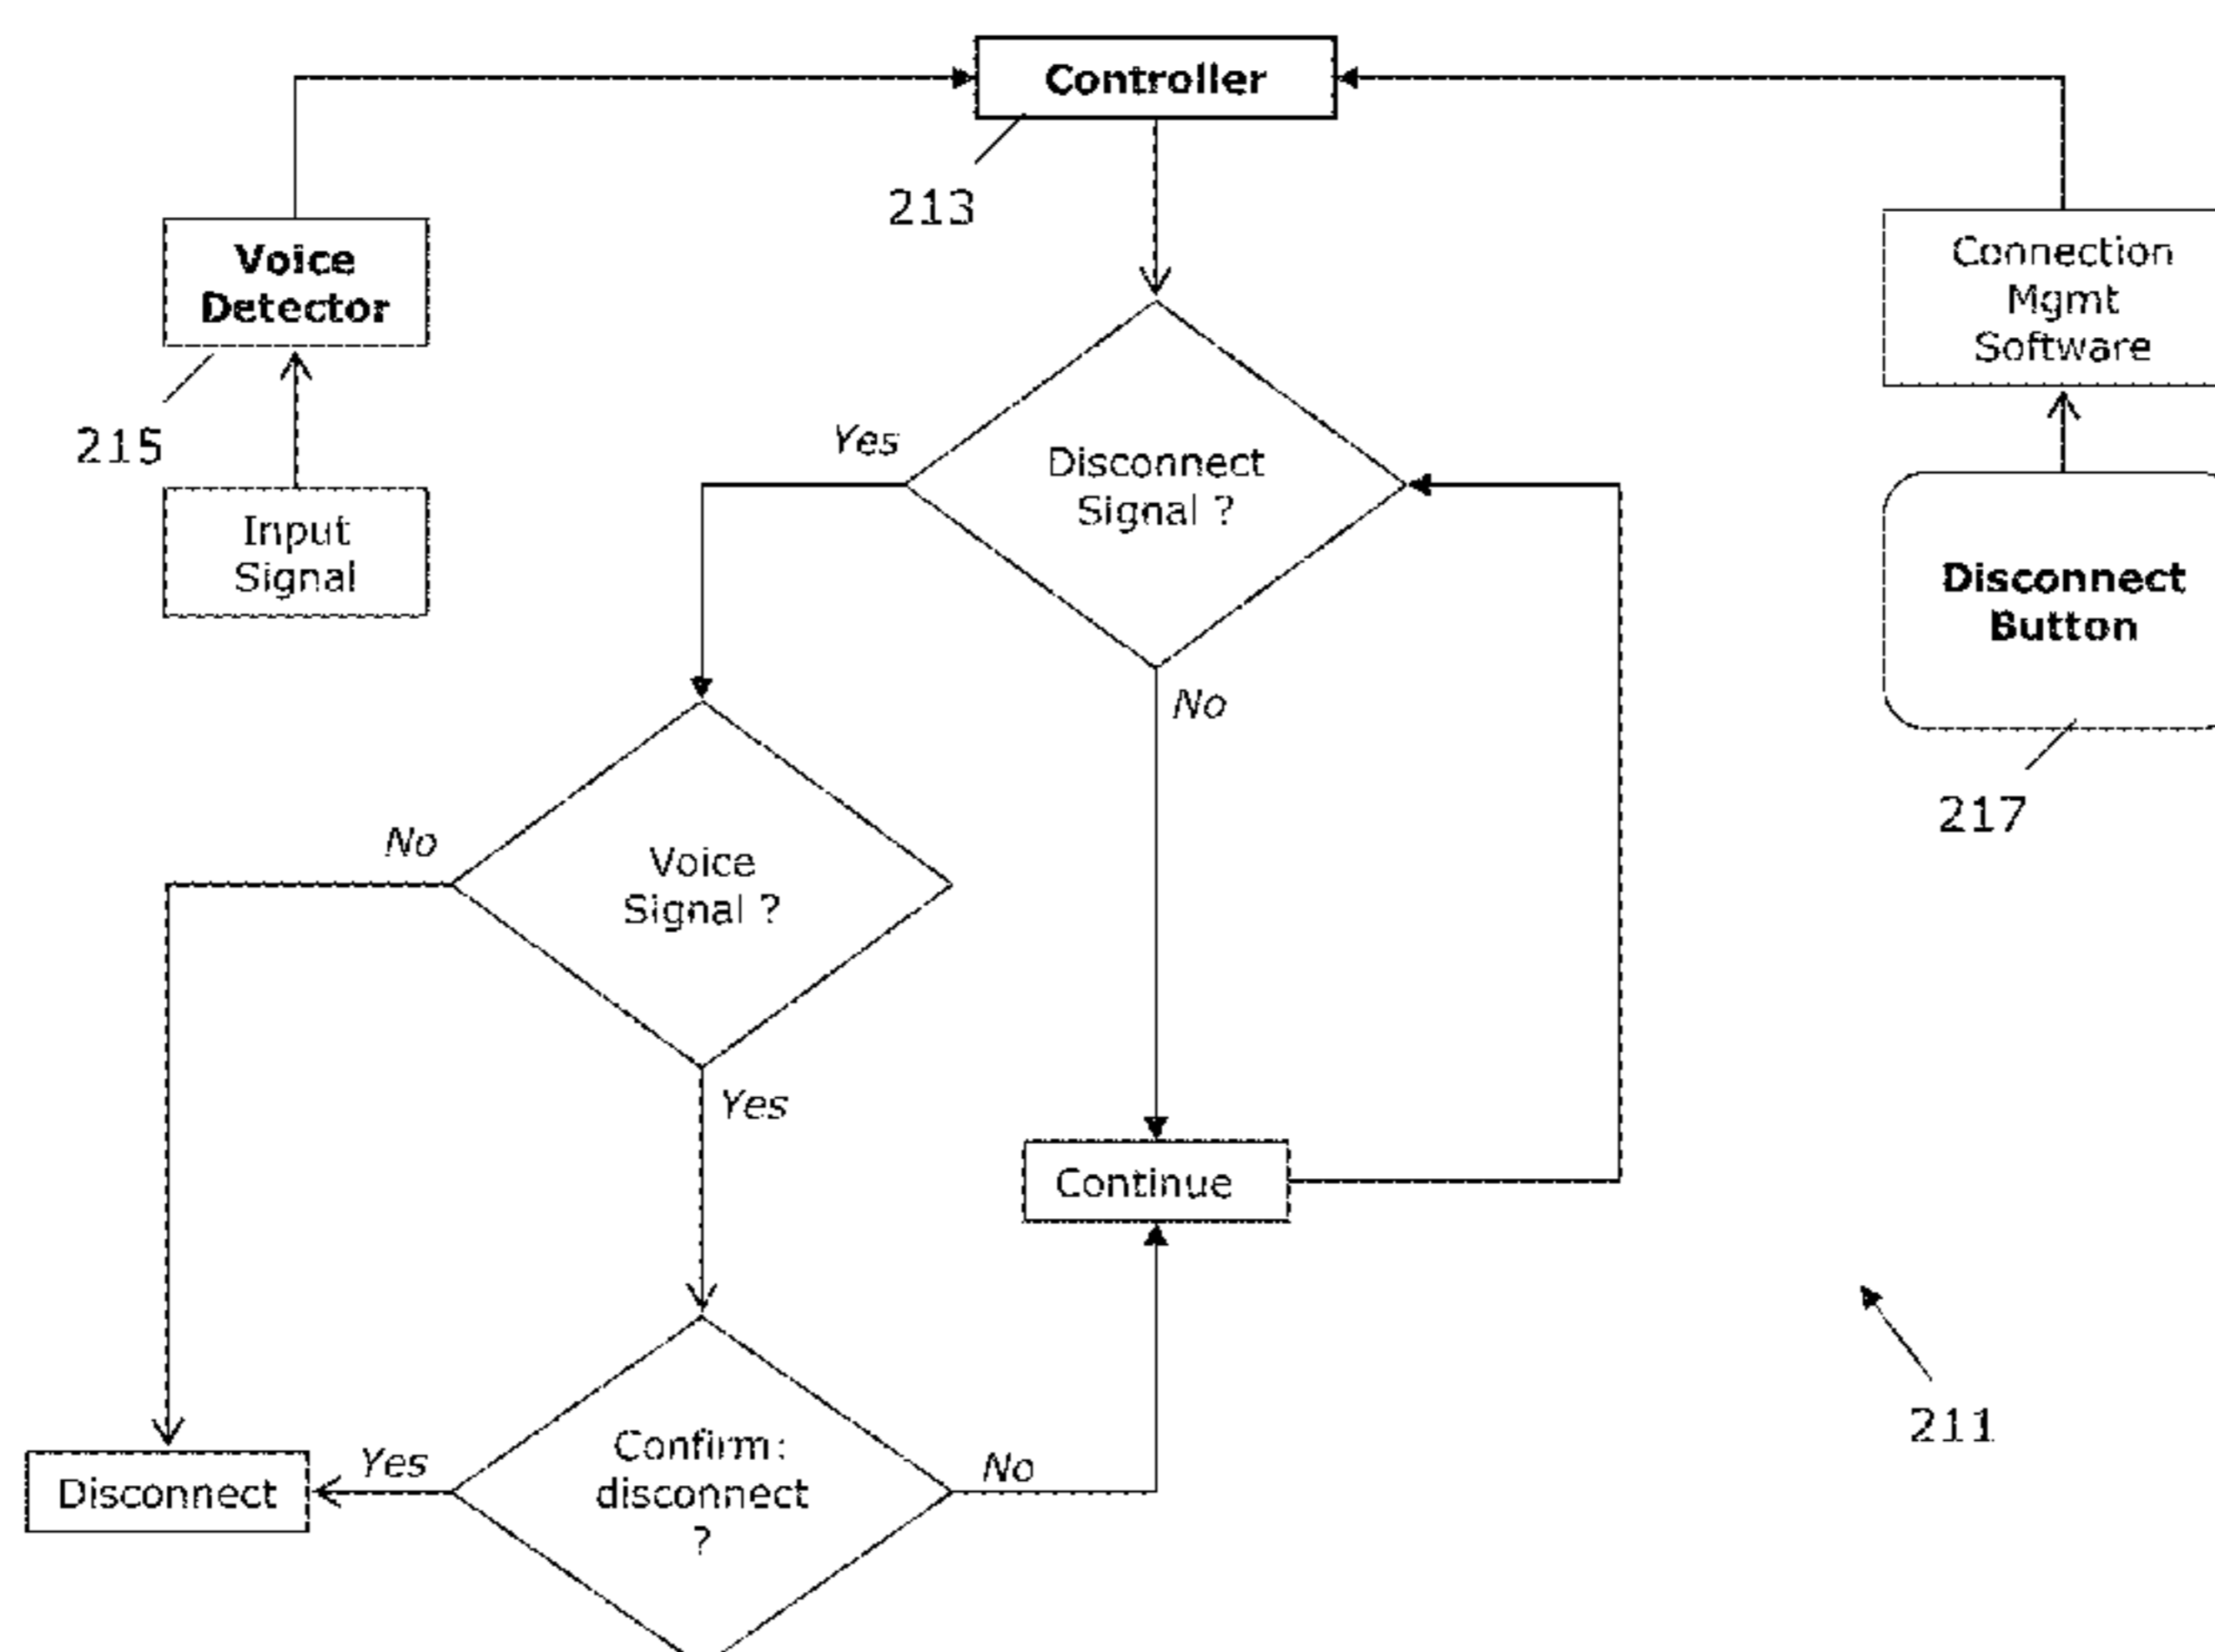 Controller
213
Voice
Detector
215
Input
Signal
Connection
Mgmt
Software
Disconnect
Button
217
Yes
Disconnect
Signal ?
No
No
Voice
Signal ?
Yes
Continue
Disconnect
Yes
Confirm:
disconnect
?
No
211